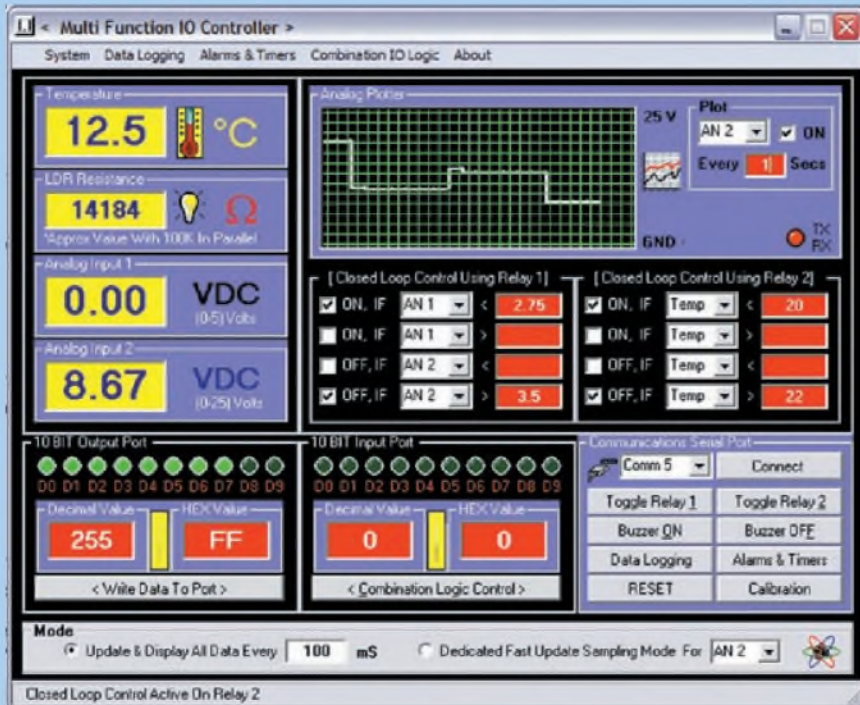 < Multi Function IO Controller >
System Data Logging Alarms & Timers Combination IO Logic About
Temperature
12.5 °C
LDR Resistance
14184 Ω
*Approx Value With 100K In Parallel
Analog Input 1
0.00 VDC
(0-5) Volts
Analog Input 2
8.67 VDC
(0-25) Volts
Analog Plotter
25 V
GND
Plot
AN 2 ON
Every 1 Secs
TX
RX
[ Closed Loop Control Using Relay 1]
ON, IF AN 1 < 2.75
ON, IF AN 1 >
OFF, IF AN 2 <
OFF, IF AN 2 > 3.5
[ Closed Loop Control Using Relay 2]
ON, IF Temp < 20
ON, IF Temp >
OFF, IF Temp <
OFF, IF Temp > 22
10 BIT Output Port
D0 D1 D2 D3 D4 D5 D6 D7 D8 D9
Decimal Value HEX Value
255 FF
< Write Data To Port >
10 BIT Input Port
D0 D1 D2 D3 D4 D5 D6 D7 D8 D9
Decimal Value HEX Value
0 0
< Combination Logic Control >
Communications Serial Port
Comm 5 Connect
Toggle Relay 1 Toggle Relay 2
Buzzer ON Buzzer OFF
Data Logging Alarms & Timers
RESET Calibration
Mode
Update & Display All Data Every 100 mS Dedicated Fast Update Sampling Mode For AN 2
Closed Loop Control Active On Relay 2